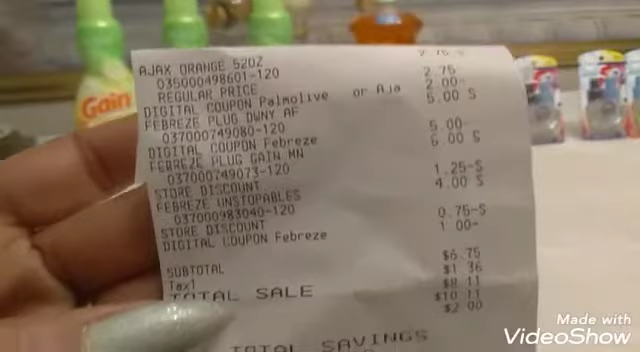 Gain
AJAX ORANGE 52OZ
035000498601-120
REGULAR PRICE 2.75
DIGITAL COUPON Palmolive or Aja 2.00-
FEBREZE PLUG DWNY AF 5.00 S
037000749080-120
DIGITAL COUPON Febreze 5.00-
FEBREZE PLUG GAIN MN 6.00 S
037000749073-120
STORE DISCOUNT 1.25-S
FEBREZE UNSTOPABLES 4.00 S
037000983040-120
STORE DISCOUNT 0.75-S
DIGITAL COUPON Febreze 1 00-
SUBTOTAL $6.75
Tax1 $1 36
TOTAL SALE $8 11
$10 11
$2 00
TOTAL SAVINGS
Made with
VideoShow